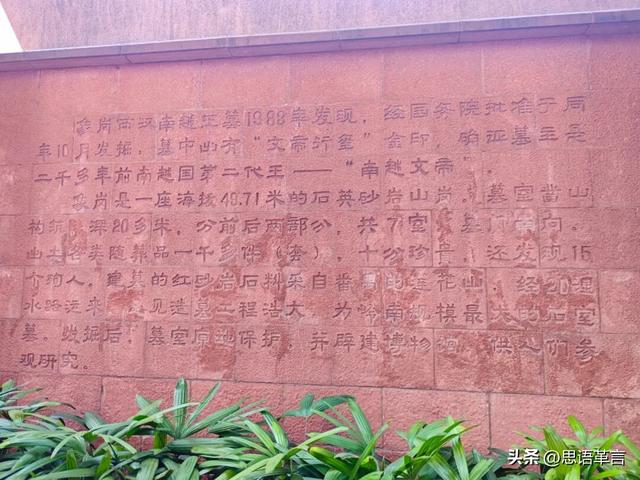 象岗西汉南越王墓1983年发现，经国务院批准于同
年10月发掘，墓中出有“文帝行玺”金印，确证墓主是
二千多年前南越国第二代王——“南越文帝”。
象岗是一座海拔49.71米的石英砂岩山岗，墓室凿山
构筑，深20多米，分前后两部分，共7室，墓门南向。
出土各类随葬品一千多件（套），十分珍贵，还发现15
个殉人，建墓的红砂岩石料采自番禺的莲花山，经20浬
水路运来，见造墓工程浩大，为岭南规模最大的石室
墓。发掘后，墓室原地保护，并辟建博物馆，供人们参
观研究。
头条 @思语革言